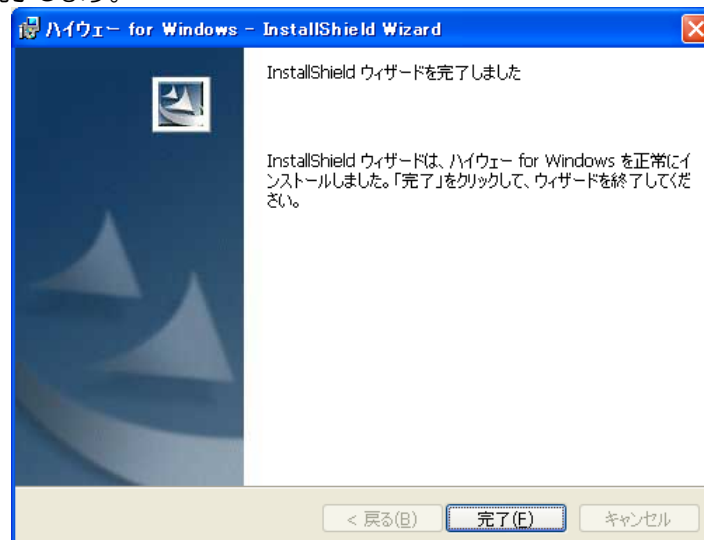 ハイウェー for Windows - InstallShield Wizard
InstallShield ウィザードを完了しました
InstallShield ウィザードは、ハイウェー for Windows を正常にイ
ンストールしました。「完了」をクリックして、ウィザードを終了してくだ
さい。
< 戻る(B)
完了(F)
キャンセル